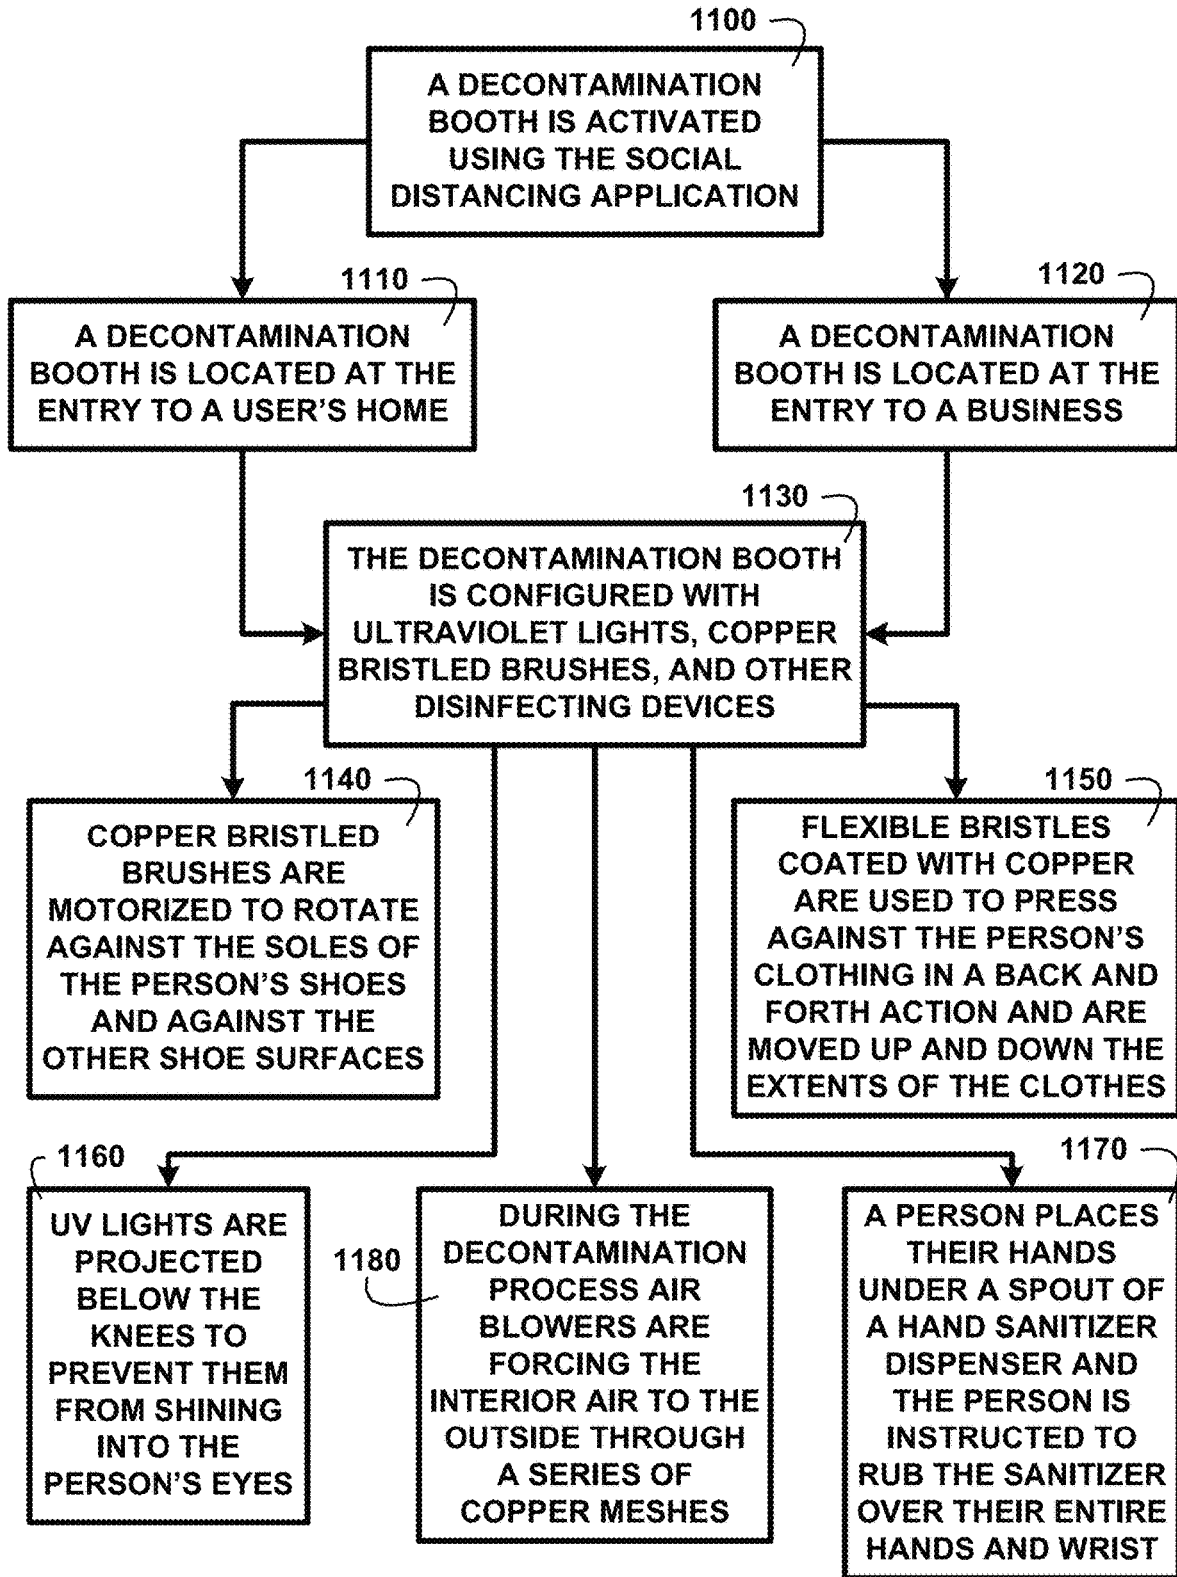 1100
A DECONTAMINATION
BOOTH IS ACTIVATED
USING THE SOCIAL
DISTANCING APPLICATION
1110
A DECONTAMINATION
BOOTH IS LOCATED AT THE
ENTRY TO A USER'S HOME
1120
A DECONTAMINATION
BOOTH IS LOCATED AT THE
ENTRY TO A BUSINESS
1130
THE DECONTAMINATION BOOTH
IS CONFIGURED WITH
ULTRAVIOLET LIGHTS, COPPER
BRISTLED BRUSHES, AND OTHER
DISINFECTING DEVICES
1140
COPPER BRISTLED
BRUSHES ARE
MOTORIZED TO ROTATE
AGAINST THE SOLES OF
THE PERSON'S SHOES
AND AGAINST THE
OTHER SHOE SURFACES
1150
FLEXIBLE BRISTLES
COATED WITH COPPER
ARE USED TO PRESS
AGAINST THE PERSON'S
CLOTHING IN A BACK AND
FORTH ACTION AND ARE
MOVED UP AND DOWN THE
EXTENTS OF THE CLOTHES
1160
UV LIGHTS ARE
PROJECTED
BELOW THE
KNEES TO
PREVENT THEM
FROM SHINING
INTO THE
PERSON'S EYES
1180
DURING THE
DECONTAMINATION
PROCESS AIR
BLOWERS ARE
FORCING THE
INTERIOR AIR TO THE
OUTSIDE THROUGH
A SERIES OF
COPPER MESHES
1170
A PERSON PLACES
THEIR HANDS
UNDER A SPOUT OF
A HAND SANITIZER
DISPENSER AND
THE PERSON IS
INSTRUCTED TO
RUB THE SANITIZER
OVER THEIR ENTIRE
HANDS AND WRIST